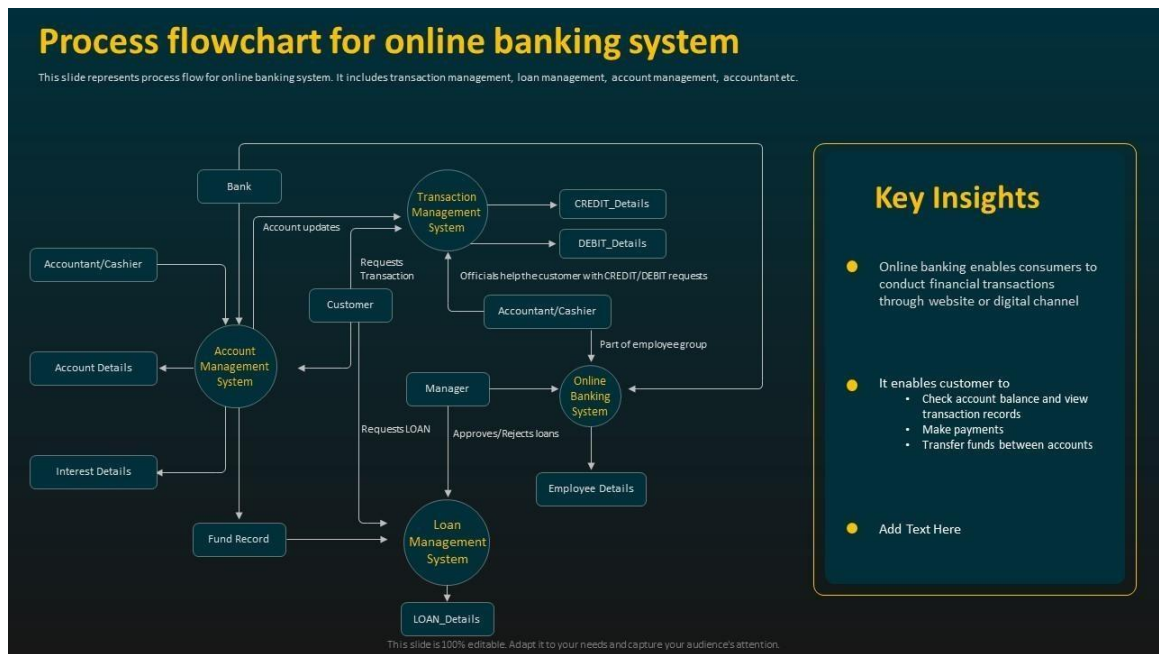 Process flowchart for online banking system
This slide represents process flow for online banking system. It includes transaction management, loan management, account management, accountant etc.
Bank
Transaction
Management
System
CREDIT_Details
Account updates
DEBIT_Details
Accountant/Cashier
Requests
Transaction
Officials help the customer with CREDIT/DEBIT requests
Customer
Accountant/Cashier
Part of employee group
Account
Management
System
Account Details
Manager
Online
Banking
System
Requests LOAN
Approves/Rejects loans
Interest Details
Employee Details
Fund Record
Loan
Management
System
LOAN_Details
Key Insights
Online banking enables consumers to
conduct financial transactions
through website or digital channel
It enables customer to
• Check account balance and view
transaction records
• Make payments
• Transfer funds between accounts
Add Text Here
This slide is 100% editable. Adapt it to your needs and capture your audience's attention.